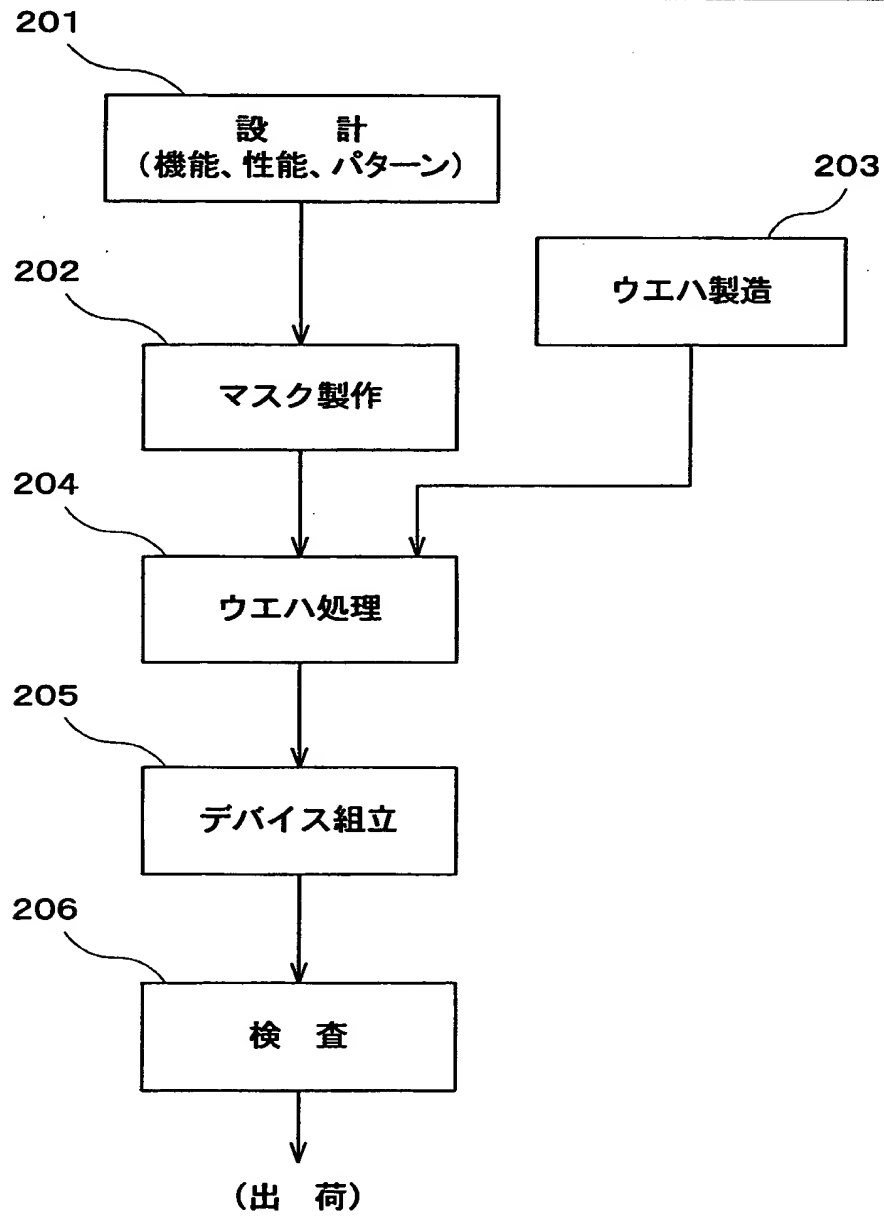 201
設　計
（機能、性能、パターン）
203
ウエハ製造
202
マスク製作
204
ウエハ処理
205
デバイス組立
206
検　査
（出　荷）